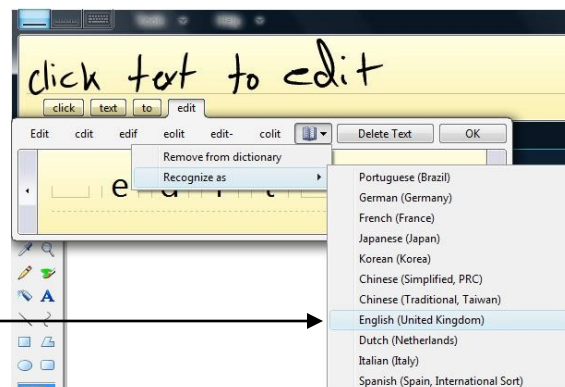 click text to edit
click text to edit
Edit cdit edif eolit edit- colit Delete Text OK
Remove from dictionary
Recognize as
e
Portuguese (Brazil)
German (Germany)
French (France)
Japanese (Japan)
Korean (Korea)
Chinese (Simplified, PRC)
Chinese (Traditional, Taiwan)
English (United Kingdom)
Dutch (Netherlands)
Italian (Italy)
Spanish (Spain, International Sort)
A